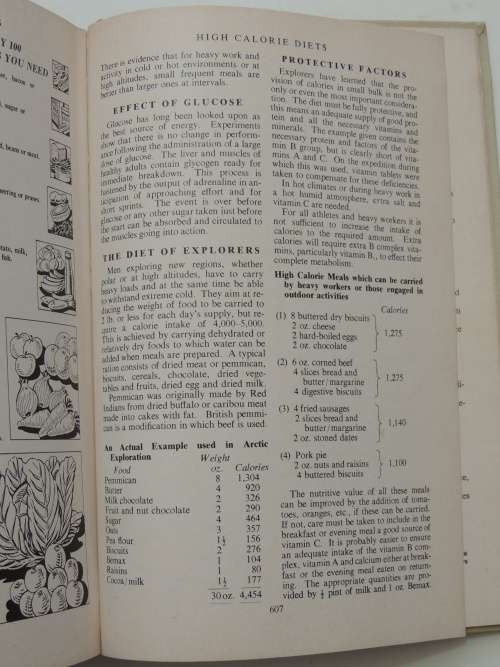 Y 100
S YOU NEED
er, bacon or
sugar or
d, beans or meat.
pering or prunes.
otato, milk,
fish.
HIGH CALORIE DIETS
There is evidence that for heavy work and
activity in cold or hot environments or at
high altitudes, small frequent meals are
better than larger ones at intervals.
EFFECT OF GLUCOSE
Glucose has long been looked upon as
the best source of energy. Experiments
show that there is no change in perform-
ance following the administration of a large
dose of glucose. The liver and muscles of
healthy adults contain glycogen ready for
immediate breakdown. This process is
hastened by the output of adrenaline in an-
ticipation of approaching effort and for
short sprints. The event is over before
glucose or any other sugar taken just before
the start can be absorbed and circulated to
the muscles going into action.
THE DIET OF EXPLORERS
Men exploring new regions, whether
polar or at high altitudes, have to carry
heavy loads and at the same time be able
to withstand extreme cold. They aim at re-
ducing the weight of food to be carried to
2 lb. or less for each day's supply, but re-
quire a calorie intake of 4,000–5,000.
This is achieved by carrying dehydrated or
relatively dry foods to which water can be
added when meals are prepared. A typical
ration consists of dried meat or pemmican,
biscuits, cereals, chocolate, dried vege-
tables and fruits, dried egg and dried milk.
Pemmican was originally made by Red
Indians from dried buffalo or caribou meat
made into cakes with fat. British pemmi-
can is a modification in which beef is used.
An Actual Example used in Arctic
Exploration
Food Weight oz. Calories
Pemmican 8 1,304
Butter 4 920
Milk chocolate 2 326
Fruit and nut chocolate 2 290
Sugar 4 464
Oats 3 357
Pea flour 1½ 156
Biscuits 2 276
Bemax 1 104
Raisins 1 80
Cocoa/milk 1½ 177
30 oz. 4,454
PROTECTIVE FACTORS
Explorers have learned that the pro-
vision of calories in small bulk is not the
only or even the most important considera-
tion. The diet must be fully protective, and
this means an adequate supply of good pro-
tein and all the necessary vitamins and
minerals. The example given contains the
necessary protein and factors of the vita-
min B group, but is clearly short of vita-
mins A and C. On the expedition during
which this was used, vitamin tablets were
taken to compensate for these deficiencies.
In hot climates or during heavy work in
a hot humid atmosphere, extra salt and
vitamin C are needed.
For all athletes and heavy workers it is
not sufficient to increase the intake of
calories to the required amount. Extra
calories will require extra B complex vita-
mins, particularly vitamin B₁, to effect their
complete metabolism.
High Calorie Meals which can be carried
by heavy workers or those engaged in
outdoor activities
Calories
(1) 8 buttered dry biscuits
2 oz. cheese
2 hard-boiled eggs
2 oz. chocolate
1,275
(2) 6 oz. corned beef
4 slices bread and
butter/margarine
4 digestive biscuits
1,275
(3) 4 fried sausages
2 slices bread and
butter/margarine
2 oz. stoned dates
1,140
(4) Pork pie
2 oz. nuts and raisins
4 buttered biscuits
1,100
The nutritive value of all these meals
can be improved by the addition of toma-
toes, oranges, etc., if these can be carried.
If not, care must be taken to include in the
breakfast or evening meal a good source of
vitamin C. It is probably easier to ensure
an adequate intake of the vitamin B com-
plex, vitamin A and calcium either at break-
fast or the evening meal eaten on return-
ing. The appropriate quantities are pro-
vided by ½ pint of milk and 1 oz. Bemax.
607